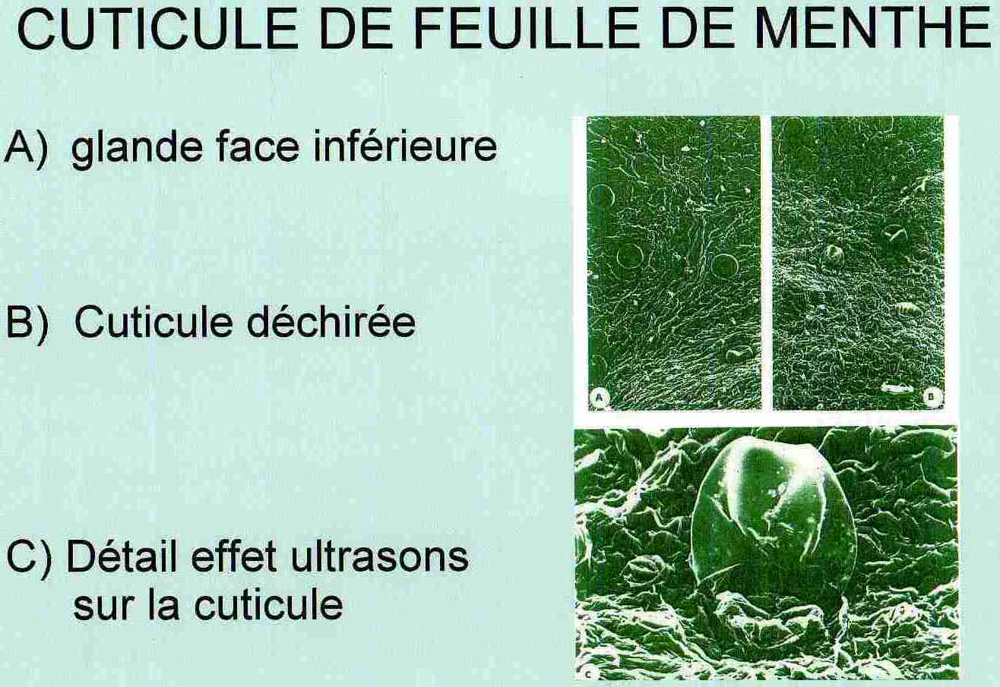 CUTICULE DE FEUILLE DE MENTHE
A) glande face inférieure
B) Cuticule déchirée
C) Détail effet ultrasons
sur la cuticule
A
B
C